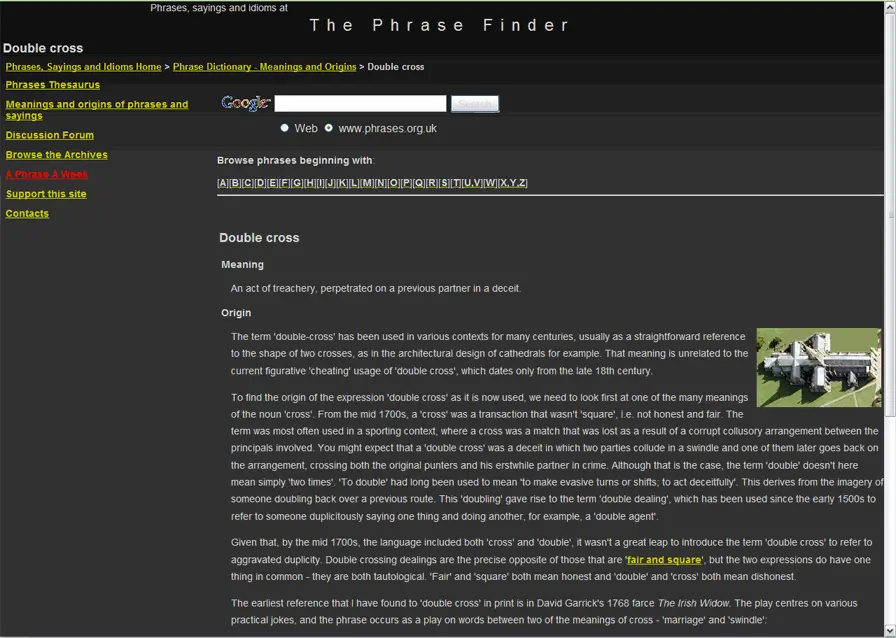 Phrases, sayings and idioms at
The Phrase Finder
Double cross
Phrases, Sayings and Idioms Home > Phrase Dictionary - Meanings and Origins > Double cross
Phrases Thesaurus
Meanings and origins of phrases and
sayings
Discussion Forum
Browse the Archives
A Phrase A Week
Support this site
Contacts
Google Search
Web www.phrases.org.uk
Browse phrases beginning with:
[A][B][C][D][E][F][G][H][I][J][K][L][M][N][O][P][Q][R][S][T][U,V][W][X,Y,Z]
Double cross
Meaning
An act of treachery, perpetrated on a previous partner in a deceit.
Origin
The term 'double-cross' has been used in various contexts for many centuries, usually as a straightforward reference
to the shape of two crosses, as in the architectural design of cathedrals for example. That meaning is unrelated to the
current figurative 'cheating' usage of 'double cross', which dates only from the late 18th century.
To find the origin of the expression 'double cross' as it is now used, we need to look first at one of the many meanings
of the noun 'cross'. From the mid 1700s, a 'cross' was a transaction that wasn't 'square', i.e. not honest and fair. The
term was most often used in a sporting context, where a cross was a match that was lost as a result of a corrupt collusory arrangement between the
principals involved. You might expect that a 'double cross' was a deceit in which two parties collude in a swindle and one of them later goes back on
the arrangement, crossing both the original punters and his erstwhile partner in crime. Although that is the case, the term 'double' doesn't here
mean simply 'two times'. 'To double' had long been used to mean 'to make evasive turns or shifts; to act deceitfully'. This derives from the imagery of
someone doubling back over a previous route. This 'doubling' gave rise to the term 'double dealing', which has been used since the early 1500s to
refer to someone duplicitously saying one thing and doing another, for example, a 'double agent'.
Given that, by the mid 1700s, the language included both 'cross' and 'double', it wasn't a great leap to introduce the term 'double cross' to refer to
aggravated duplicity. Double crossing dealings are the precise opposite of those that are 'fair and square', but the two expressions do have one
thing in common - they are both tautological. 'Fair' and 'square' both mean honest and 'double' and 'cross' both mean dishonest.
The earliest reference that I have found to 'double cross' in print is in David Garrick's 1768 farce The Irish Widow. The play centres on various
practical jokes, and the phrase occurs as a play on words between two of the meanings of cross - 'marriage' and 'swindle':